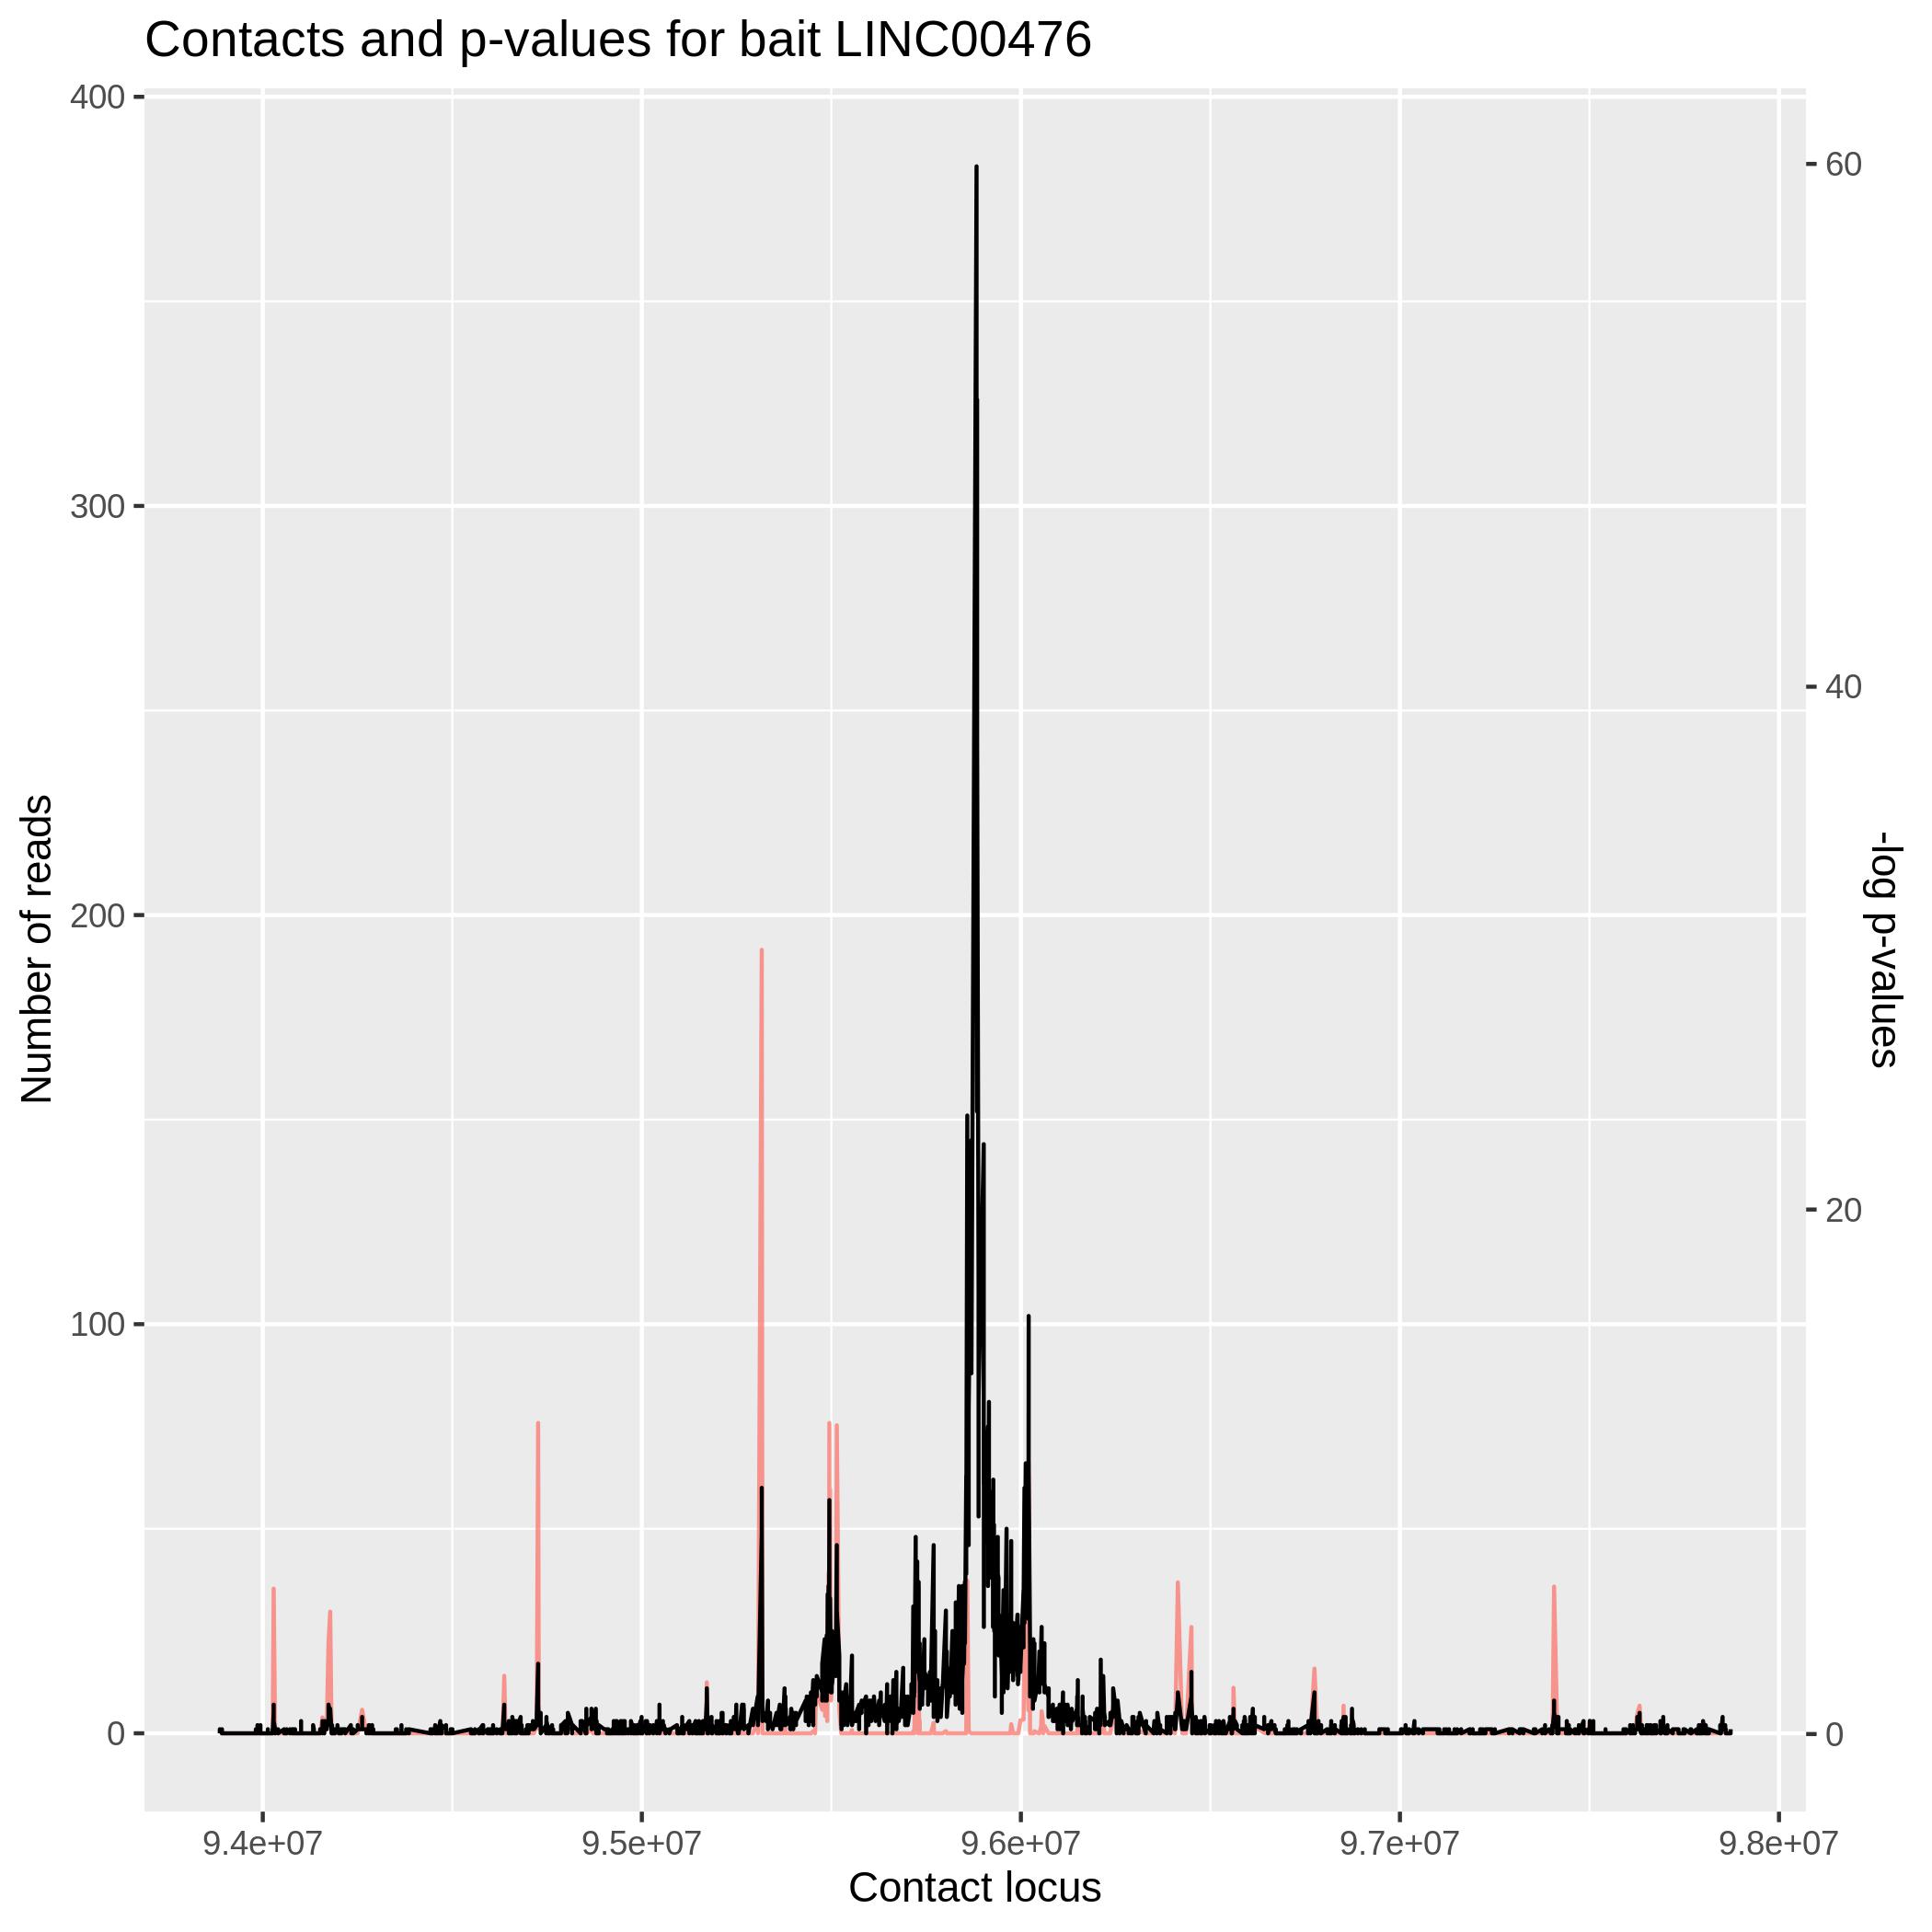 Contacts and p-values for bait LINC00476
400
300
200
100
0
60
40
20
0
Number of reads
-log p-values
9.4e+07 9.5e+07 9.6e+07 9.7e+07 9.8e+07
Contact locus